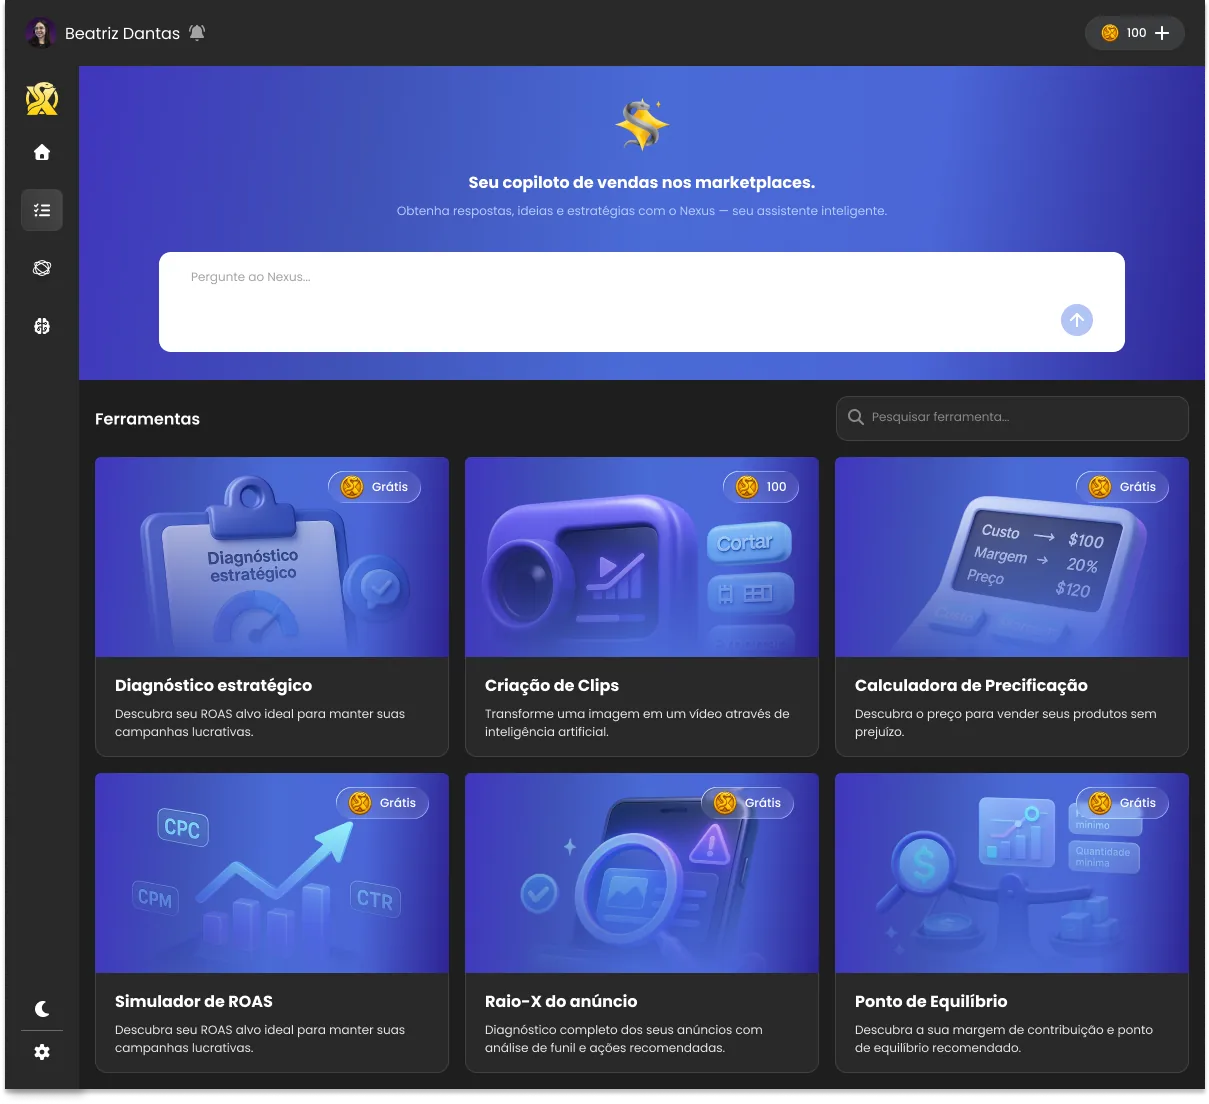 Beatriz Dantas
100
Seu copiloto de vendas nos marketplaces.
Obtenha respostas, ideias e estratégias com o Nexus — seu assistente inteligente.
Pergunte ao Nexus...
Ferramentas
Pesquisar ferramenta...
Grátis
Diagnóstico
estratégico
Diagnóstico estratégico
Descubra seu ROAS alvo ideal para manter suas
campanhas lucrativas.
100
Cortar
Criação de Clips
Transforme uma imagem em um vídeo através de
inteligência artificial.
Grátis
Custo → $100
Margem → 20%
Preço $120
Calculadora de Precificação
Descubra o preço para vender seus produtos sem
prejuízo.
Grátis
CPC
CPM
CTR
Simulador de ROAS
Descubra seu ROAS alvo ideal para manter suas
campanhas lucrativas.
Grátis
Raio-X do anúncio
Diagnóstico completo dos seus anúncios com
análise de funil e ações recomendadas.
Grátis
mínimo
Quantidade
mínima
$
Ponto de Equilíbrio
Descubra a sua margem de contribuição e ponto
de equilíbrio recomendado.